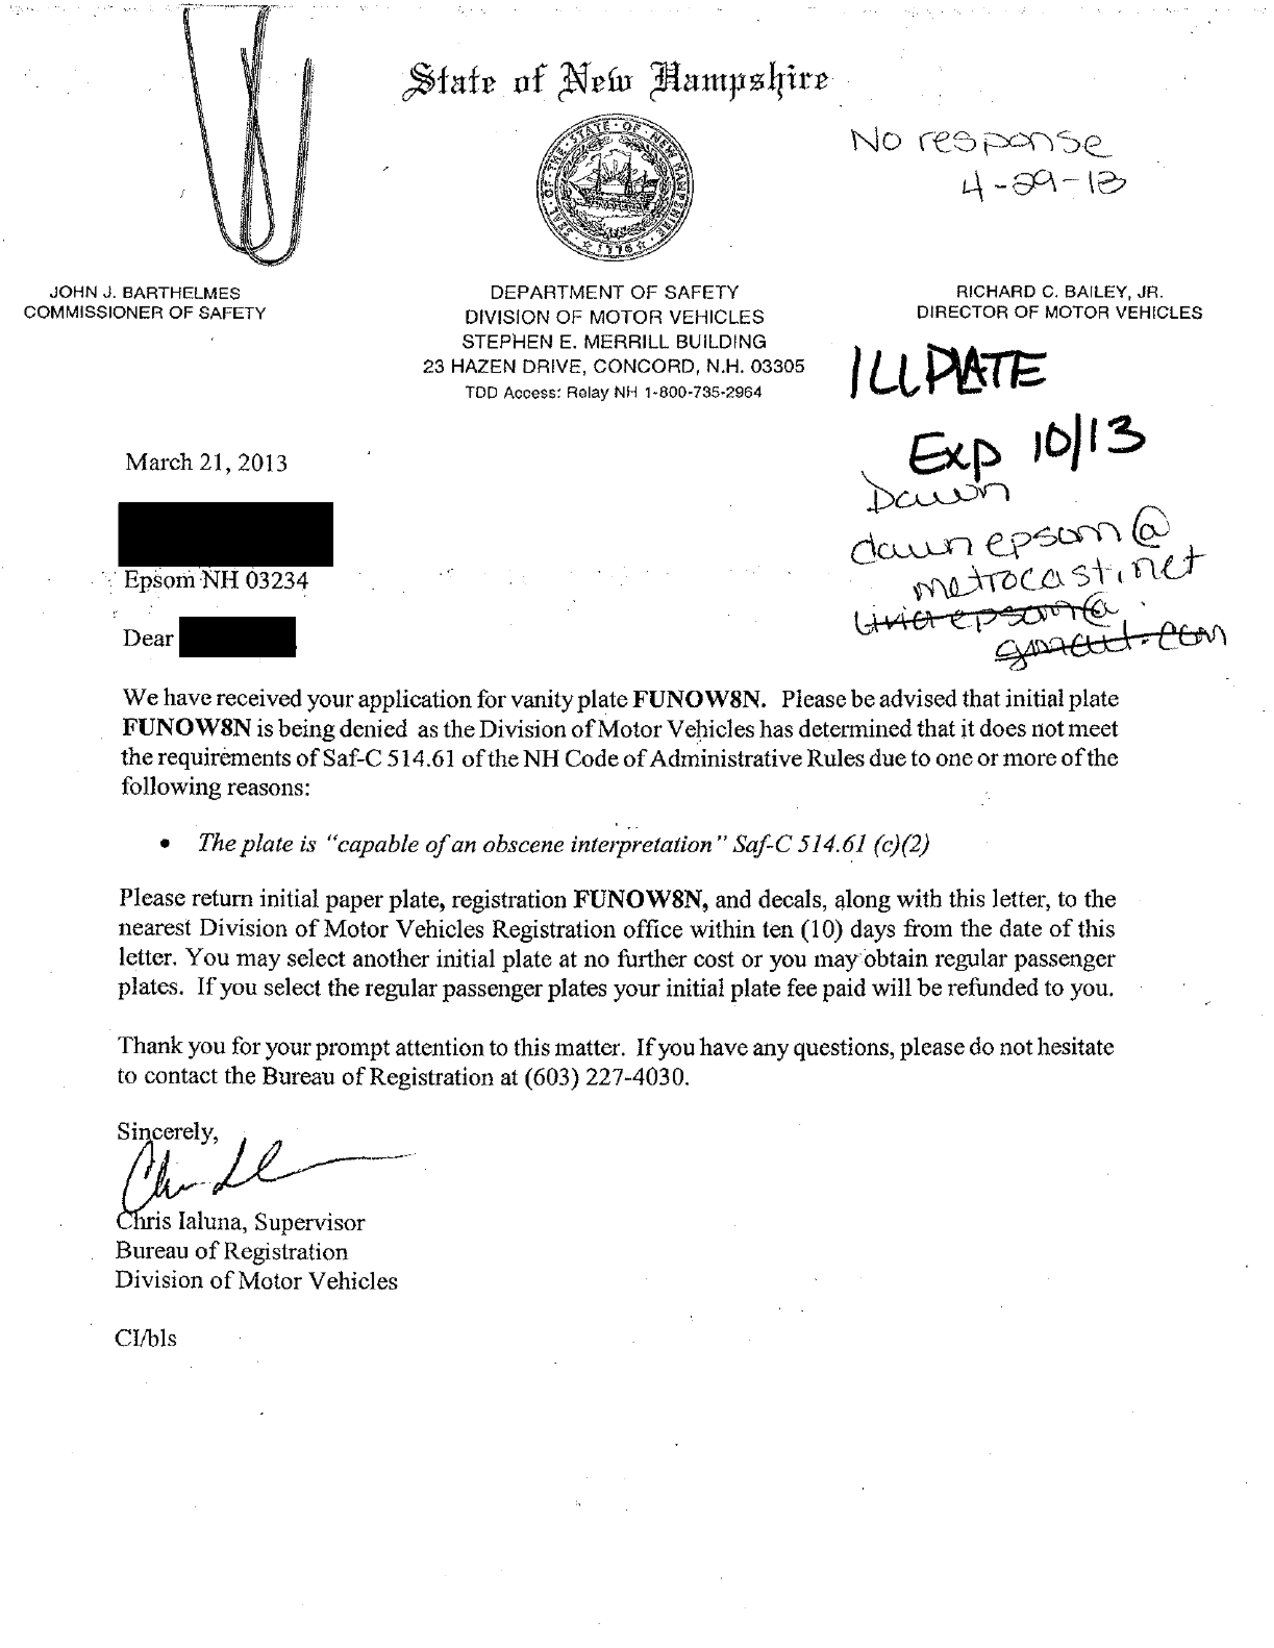 State of New Hampshire
SEAL · OF · THE · STATE · OF · NEW HAMPSHIRE · 1776
No response
4-29-13
JOHN J. BARTHELMES
COMMISSIONER OF SAFETY
DEPARTMENT OF SAFETY
DIVISION OF MOTOR VEHICLES
STEPHEN E. MERRILL BUILDING
23 HAZEN DRIVE, CONCORD, N.H. 03305
TDD Access: Relay NH 1-800-735-2964
RICHARD C. BAILEY, JR.
DIRECTOR OF MOTOR VEHICLES
ILLPLATE
Exp 10/13
Dawn
dawnepsom@
metrocast.net
gmail.com
March 21, 2013
Epsom NH 03234
Dear
We have received your application for vanity plate FUNOW8N. Please be advised that initial plate
FUNOW8N is being denied as the Division of Motor Vehicles has determined that it does not meet
the requirements of Saf-C 514.61 of the NH Code of Administrative Rules due to one or more of the
following reasons:
• The plate is “capable of an obscene interpretation” Saf-C 514.61 (c)(2)
Please return initial paper plate, registration FUNOW8N, and decals, along with this letter, to the
nearest Division of Motor Vehicles Registration office within ten (10) days from the date of this
letter. You may select another initial plate at no further cost or you may obtain regular passenger
plates. If you select the regular passenger plates your initial plate fee paid will be refunded to you.
Thank you for your prompt attention to this matter. If you have any questions, please do not hesitate
to contact the Bureau of Registration at (603) 227-4030.
Sincerely,
Chris Ialuna, Supervisor
Bureau of Registration
Division of Motor Vehicles
CI/bls